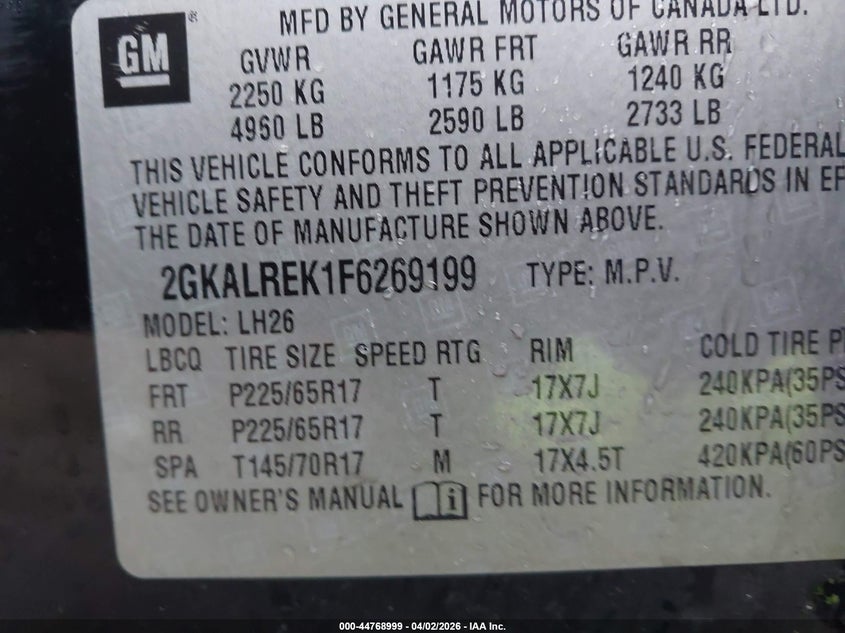 MFD BY GENERAL MOTORS OF CANADA LTD.
GM ®
GVWR GAWR FRT GAWR RR
2250 KG 1175 KG 1240 KG
4960 LB 2590 LB 2733 LB
THIS VEHICLE CONFORMS TO ALL APPLICABLE U.S. FEDERAL
VEHICLE SAFETY AND THEFT PREVENTION STANDARDS IN EF
THE DATE OF MANUFACTURE SHOWN ABOVE.
2GKALREK1F6269199 TYPE: M.P.V.
MODEL: LH26
LBCQ TIRE SIZE SPEED RTG RIM COLD TIRE P
FRT P225/65R17 T 17X7J 240KPA(35PS
RR P225/65R17 T 17X7J 240KPA(35PS
SPA T145/70R17 M 17X4.5T 420KPA(60PS
SEE OWNER'S MANUAL i FOR MORE INFORMATION.
000-44768999 - 04/02/2026 - IAA Inc.